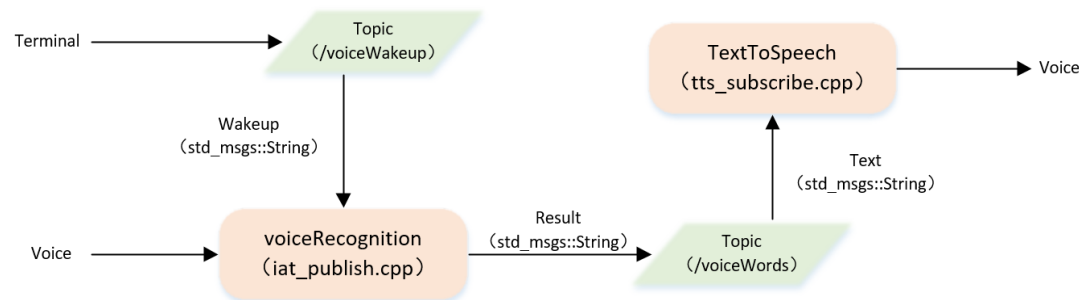 Terminal
Topic
（/voiceWakeup）
TextToSpeech
（tts_subscribe.cpp）
Voice
Wakeup
（std_msgs::String）
Text
（std_msgs::String）
Voice
voiceRecognition
（iat_publish.cpp）
Result
（std_msgs::String）
Topic
（/voiceWords）